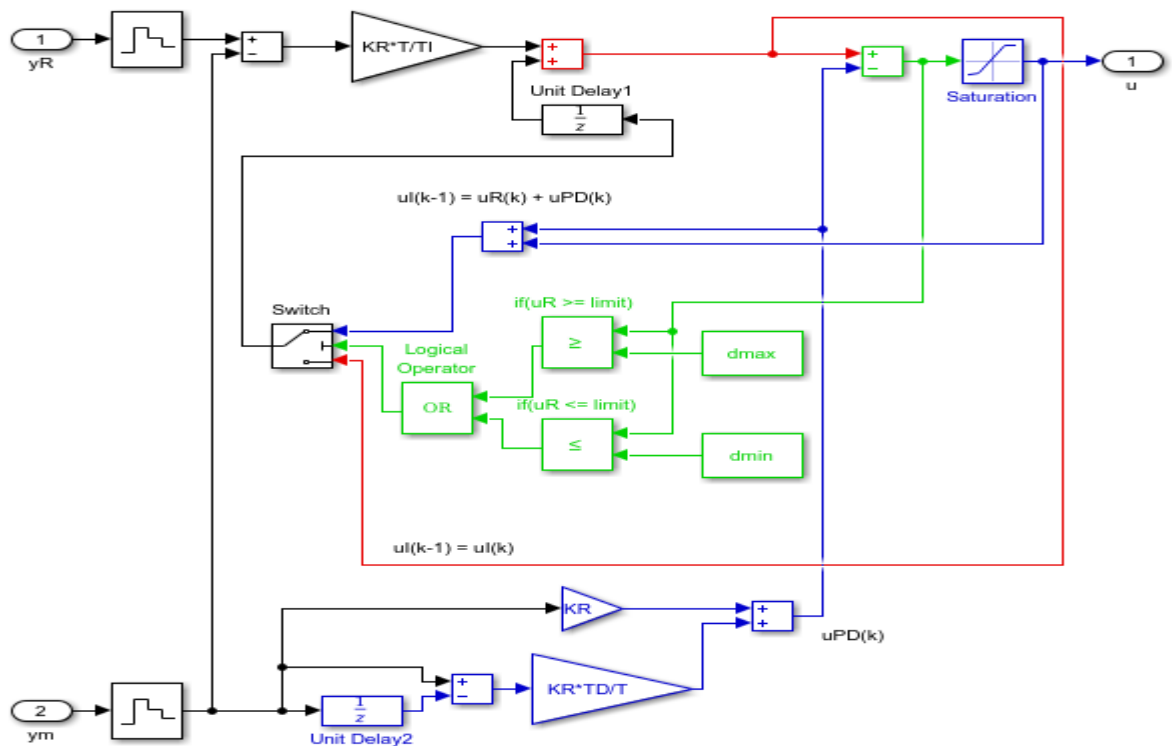 1
yR
+
−
KR*T/TI
+
+
Unit Delay1
1
z
+
−
Saturation
1
u
uI(k-1) = uR(k) + uPD(k)
+
+
Switch
if(uR >= limit)
≥
dmax
Logical
Operator
OR
if(uR <= limit)
≤
dmin
uI(k-1) = uI(k)
KR
+
+
uPD(k)
2
ym
1
z
Unit Delay2
+
−
KR*TD/T